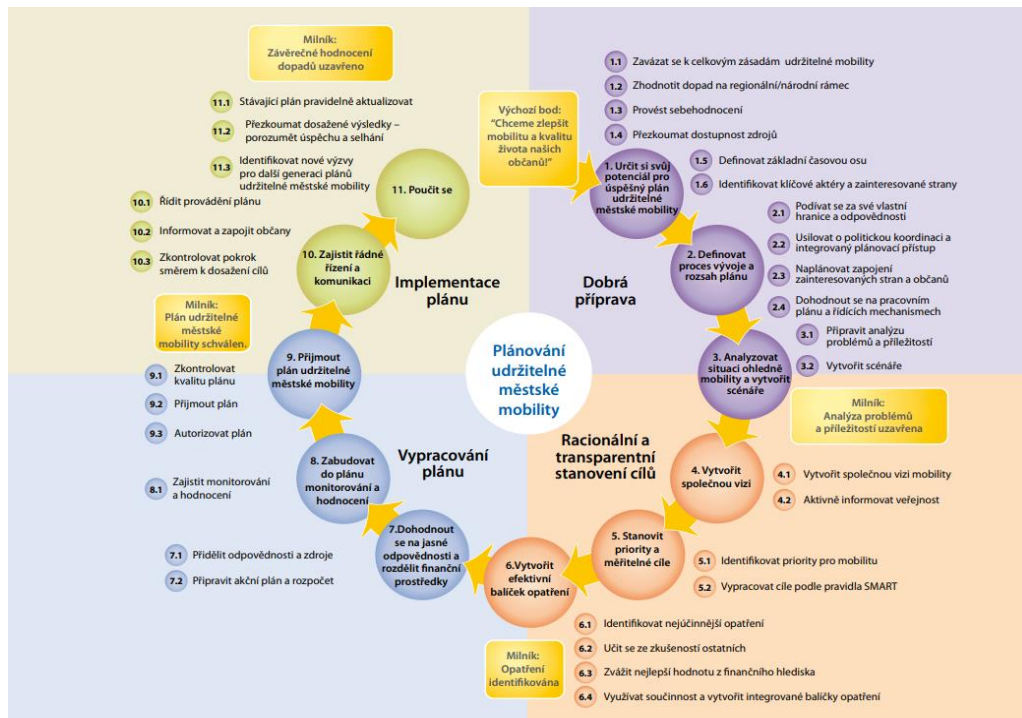 Milník:
Závěrečné hodnocení
dopadů uzavřeno
11.1 Stávající plán pravidelně aktualizovat
11.2 Přezkoumat dosažené výsledky –
porozumět úspěchu a selhání
11.3 Identifikovat nové výzvy
pro další generaci plánů
udržitelné městské mobility
11. Poučit se
10.1 Řídit provádění plánu
10.2 Informovat a zapojit občany
10.3 Zkontrolovat pokrok
směrem k dosažení cílů
10. Zajistit řádné
řízení a
komunikaci
Implementace
plánu
Výchozí bod:
"Chceme zlepšit
mobilitu a kvalitu
života našich
občanů!"
1.1 Zavázat se k celkovým zásadám udržitelné mobility
1.2 Zhodnotit dopad na regionální/národní rámec
1.3 Provést sebehodnocení
1.4 Přezkoumat dostupnost zdrojů
1.5 Definovat základní časovou osu
1.6 Identifikovat klíčové aktéry a zainteresované strany
1. Určit si svůj
potenciál pro
úspěšný plán
udržitelné
městské mobility
2.1 Podívat se za své vlastní
hranice a odpovědnosti
2.2 Usilovat o politickou koordinaci a
integrovaný plánovací přístup
2.3 Naplánovat zapojení
zainteresovaných stran a občanů
2.4 Dohodnout se na pracovním
plánu a řídících mechanismech
2. Definovat
proces vývoje a
rozsah plánu
Dobrá
příprava
3.1 Připravit analýzu
problémů a příležitostí
3.2 Vytvořit scénáře
3. Analyzovat
situaci ohledně
mobility a vytvořit
scénáře
Milník:
Analýza problémů
a příležitostí uzavřena
Plánování
udržitelné
městské
mobility
Racionální a
transparentní
stanovení cílů
4. Vytvořit
společnou vizi
4.1 Vytvořit společnou vizi mobility
4.2 Aktivně informovat veřejnost
5. Stanovit
priority a
měřitelné cíle
5.1 Identifikovat priority pro mobilitu
5.2 Vypracovat cíle podle pravidla SMART
6.Vytvořit
efektivní
balíček opatření
6.1 Identifikovat nejúčinnější opatření
6.2 Učit se ze zkušeností ostatních
6.3 Zvážit nejlepší hodnotu z finančního hlediska
6.4 Využívat součinnost a vytvořit integrované balíčky opatření
Milník:
Opatření
identifikována
Vypracování
plánu
7.Dohodnout
se na jasné
odpovědnosti a
rozdělit finanční
prostředky
7.1 Přidělit odpovědnosti a zdroje
7.2 Připravit akční plán a rozpočet
8. Zabudovat
do plánu
monitorování a
hodnocení
8.1 Zajistit monitorování
a hodnocení
9. Přijmout
plán udržitelné
městské mobility
9.1 Zkontrolovat
kvalitu plánu
9.2 Přijmout plán
9.3 Autorizovat plán
Milník:
Plán udržitelné
městské
mobility schválen.